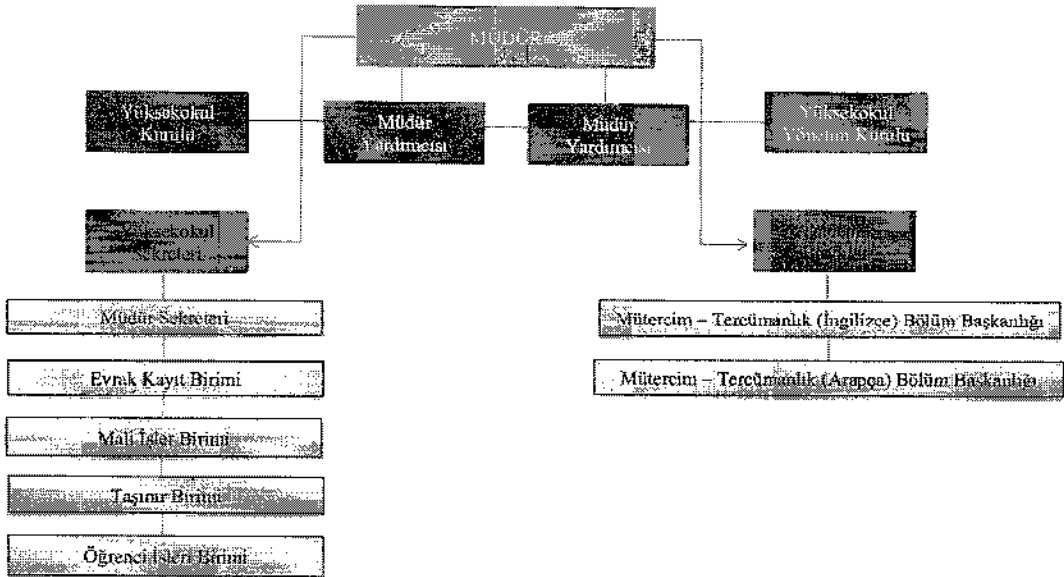 MÜDÜR
Yüksekokul
Kurulu
Müdür
Yardımcısı
Müdür
Yardımcısı
Yüksekokul
Yönetim Kurulu
Yüksekokul
Sekreteri
Müdür Sekreteri
Mütercim – Tercümanlık (İngilizce) Bölüm Başkanlığı
Evrak Kayıt Birimi
Mütercim – Tercümanlık (Arapça) Bölüm Başkanlığı
Mali İşler Birimi
Taşınır Birimi
Öğrenci İşleri Birimi